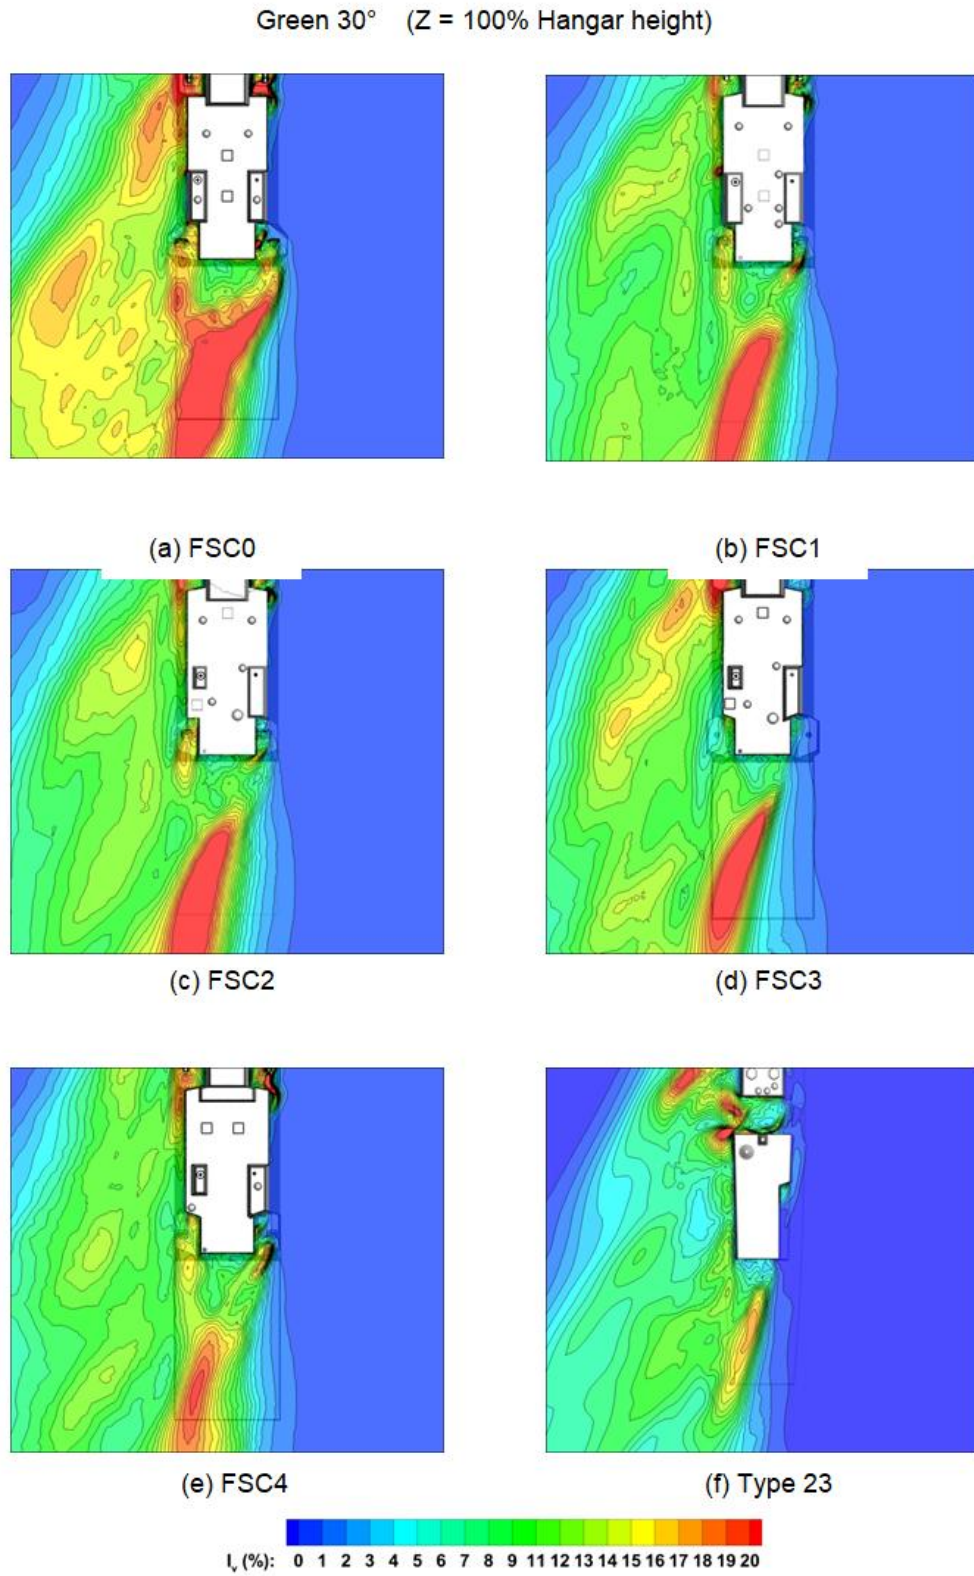 Green 30° (Z = 100% Hangar height)
(a) FSC0
(b) FSC1
(c) FSC2
(d) FSC3
(e) FSC4
(f) Type 23
Iv (%): 0 1 2 3 4 5 6 7 8 9 11 12 13 14 15 16 17 18 19 20